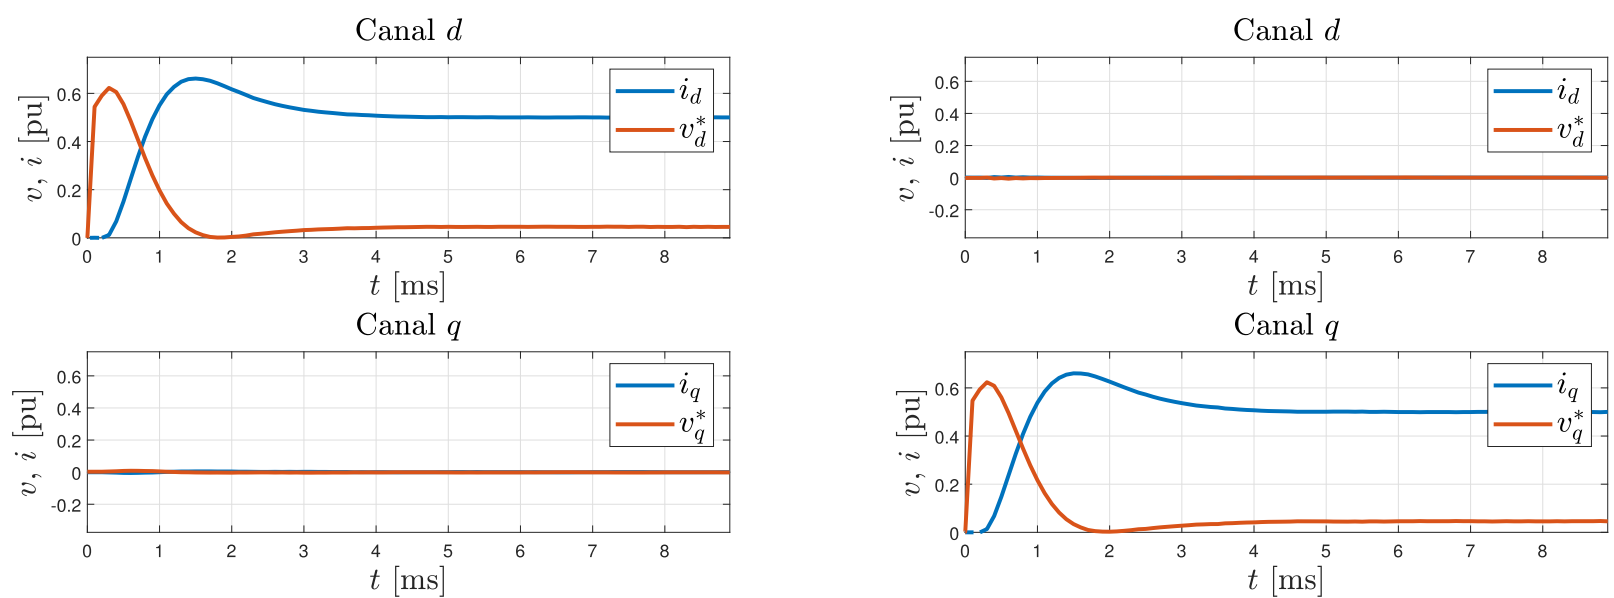 Canal d
v, i [pu]
0.6
0.4
0.2
0
i_d
v_d^*
0 1 2 3 4 5 6 7 8
t [ms]
Canal d
v, i [pu]
0.6
0.4
0.2
0
-0.2
i_d
v_d^*
0 1 2 3 4 5 6 7 8
t [ms]
Canal q
v, i [pu]
0.6
0.4
0.2
0
-0.2
i_q
v_q^*
0 1 2 3 4 5 6 7 8
t [ms]
Canal q
v, i [pu]
0.6
0.4
0.2
0
i_q
v_q^*
0 1 2 3 4 5 6 7 8
t [ms]